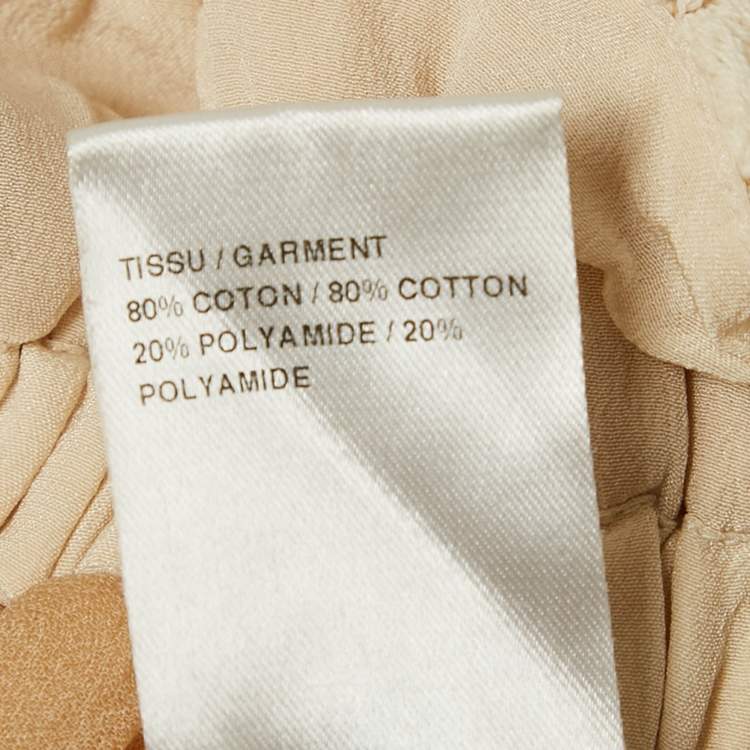 TISSU / GARMENT
80% COTON / 80% COTTON
20% POLYAMIDE / 20%
POLYAMIDE